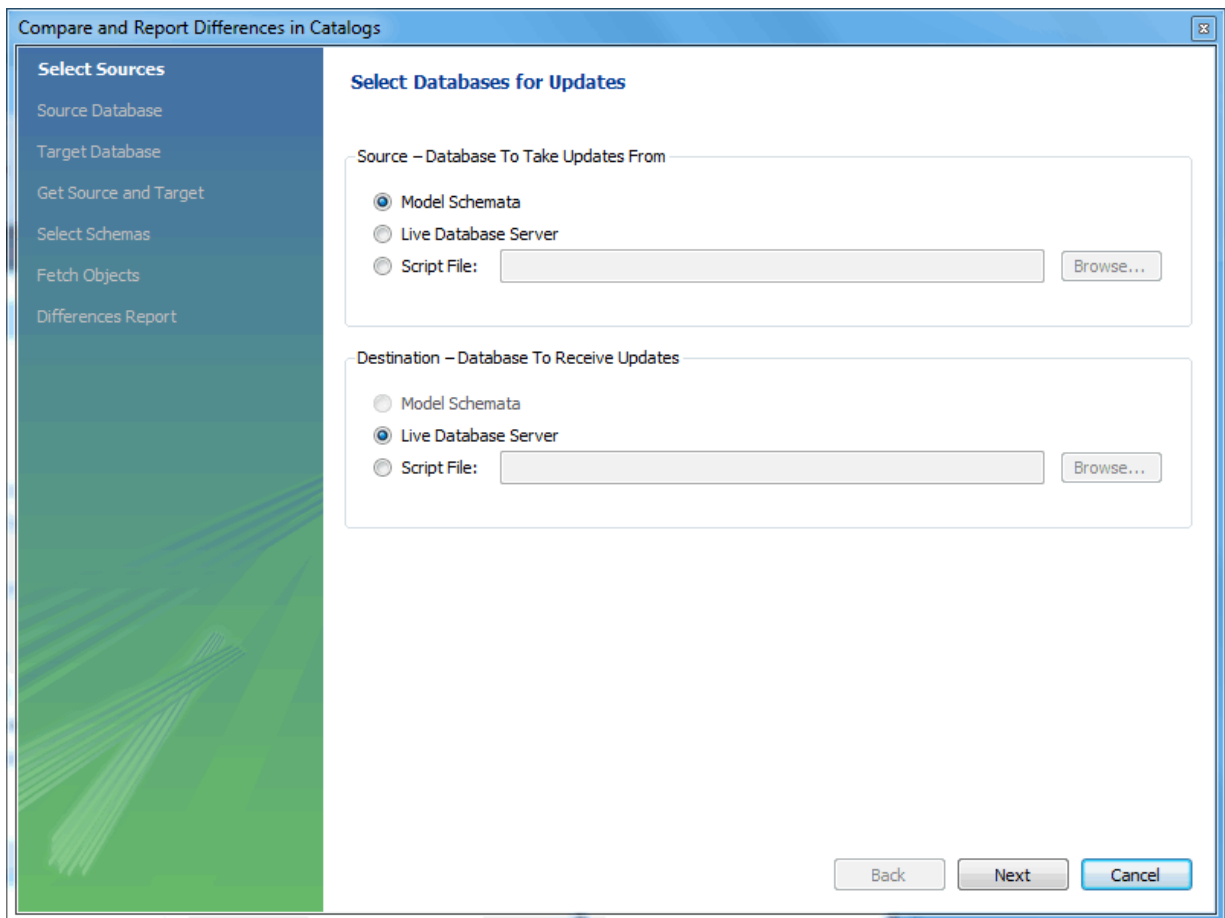 Compare and Report Differences in Catalogs
Select Sources
Source Database
Target Database
Get Source and Target
Select Schemas
Fetch Objects
Differences Report
Select Databases for Updates
Source – Database To Take Updates From
Model Schemata
Live Database Server
Script File: Browse...
Destination – Database To Receive Updates
Model Schemata
Live Database Server
Script File: Browse...
Back Next Cancel